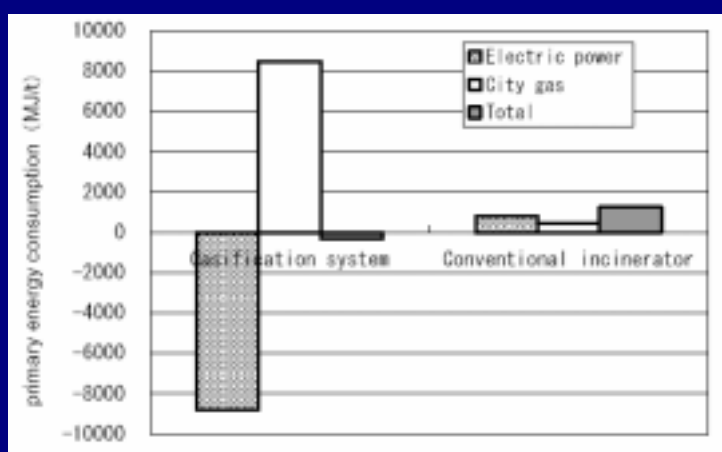 10000
8000
6000
4000
2000
0
-2000
-4000
-6000
-8000
-10000
primary energy consumption (MJ/t)
Electric power
City gas
Total
Gasification system
Conventional incinerator